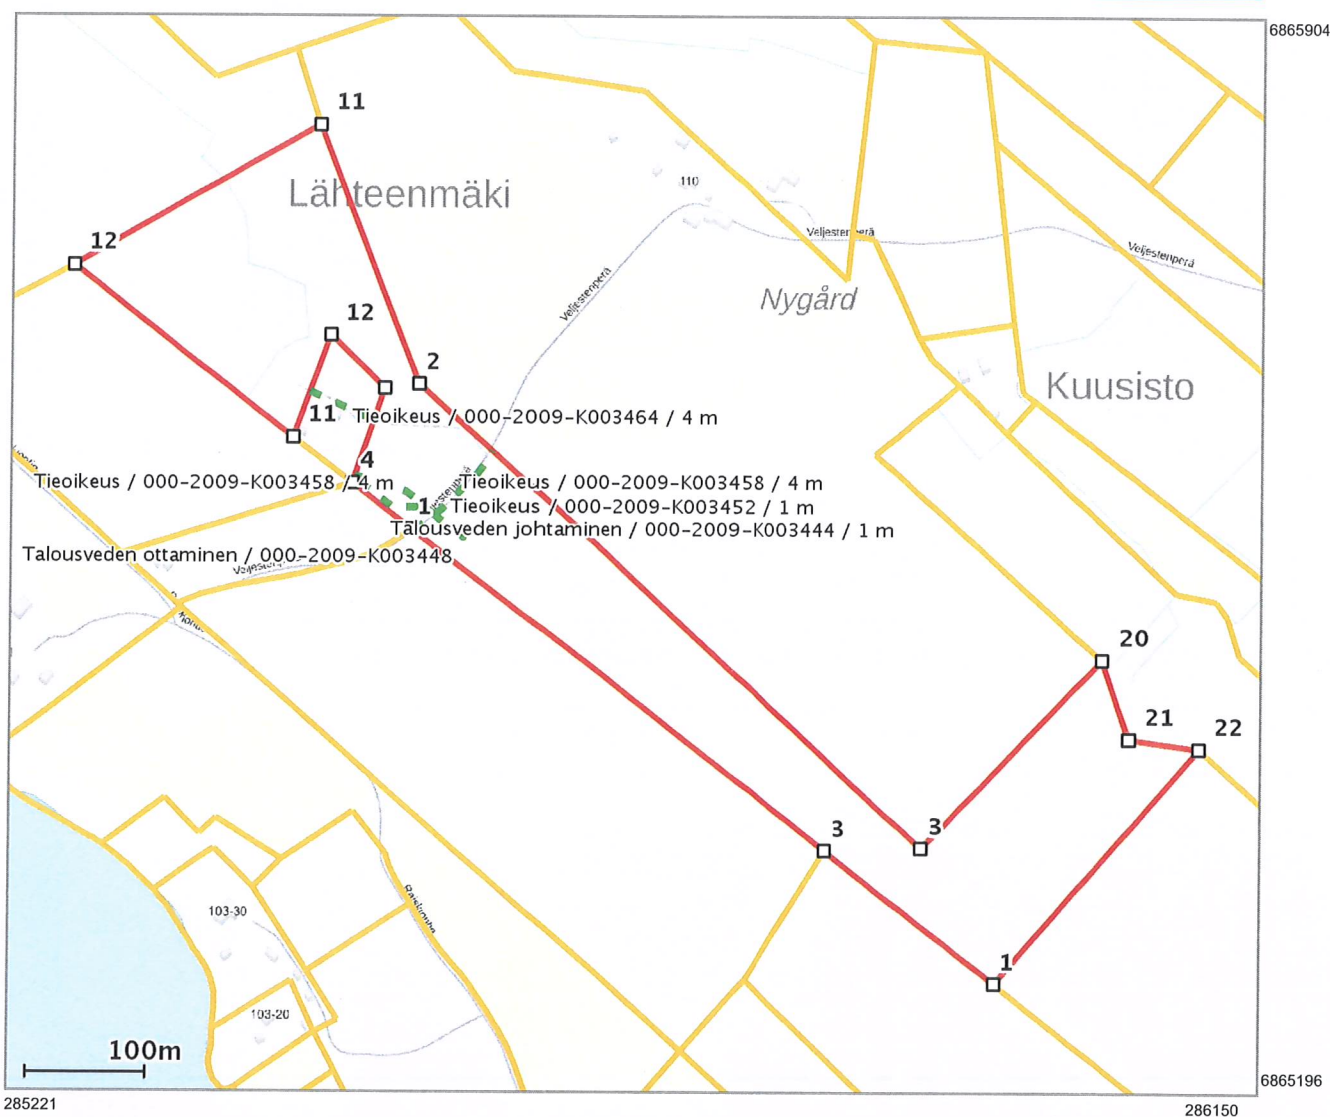 6865904
11
Lähteenmäki
110
12
Veljestenperä
Veljestenperä
Veljestenperä
Nygård
12
2
Kuusisto
11
Tieoikeus / 000-2009-K003464 / 4 m
4
Tieoikeus / 000-2009-K003458 / 4 m
Tieoikeus / 000-2009-K003458 / 4 m
1
Tieoikeus / 000-2009-K003452 / 1 m
Talousveden johtaminen / 000-2009-K003444 / 1 m
Talousveden ottaminen / 000-2009-K003448
20
21
22
3
3
103-30
1
103-20
100m
6865196
285221
286150